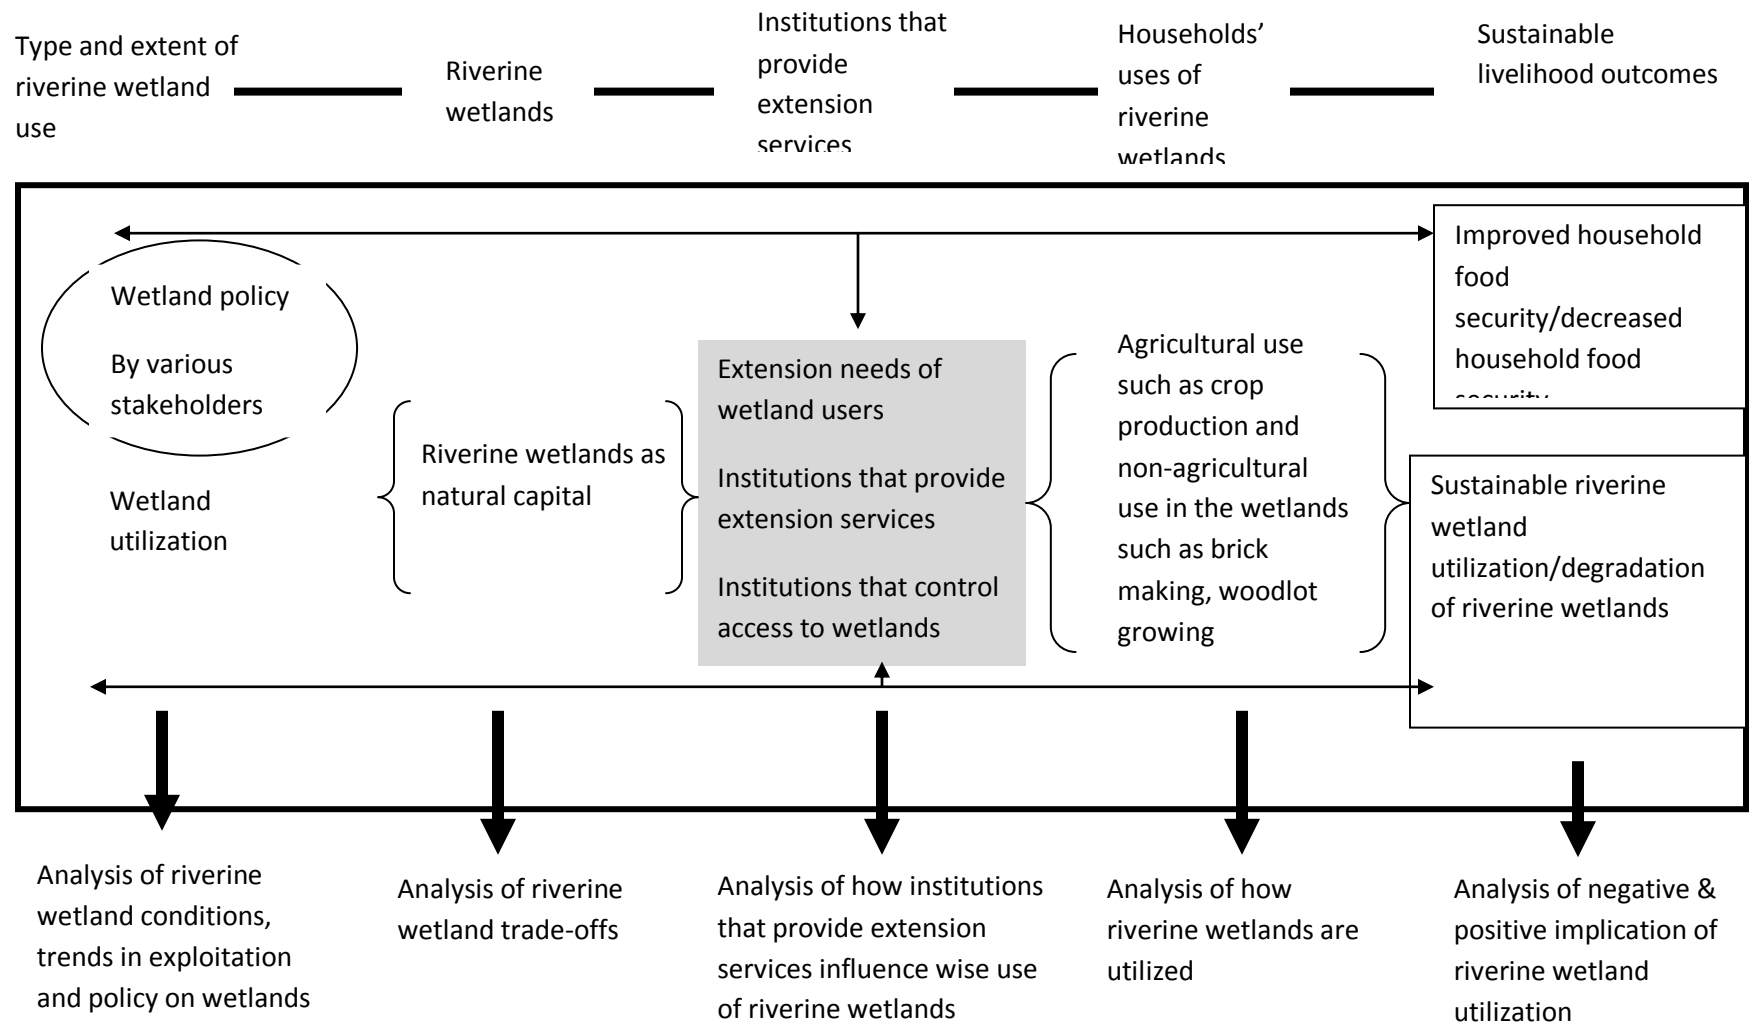 Type and extent of
riverine wetland
use
Riverine
wetlands
Institutions that
provide
extension
services
Households’
uses of
riverine
wetlands
Sustainable
livelihood outcomes
Wetland policy
By various
stakeholders
Wetland
utilization
Riverine wetlands as
natural capital
Extension needs of
wetland users
Institutions that provide
extension services
Institutions that control
access to wetlands
Agricultural use
such as crop
production and
non-agricultural
use in the wetlands
such as brick
making, woodlot
growing
Improved household
food
security/decreased
household food
security
Sustainable riverine
wetland
utilization/degradation
of riverine wetlands
Analysis of riverine
wetland conditions,
trends in exploitation
and policy on wetlands
Analysis of riverine
wetland trade-offs
Analysis of how institutions
that provide extension
services influence wise use
of riverine wetlands
Analysis of how
riverine wetlands are
utilized
Analysis of negative &
positive implication of
riverine wetland
utilization